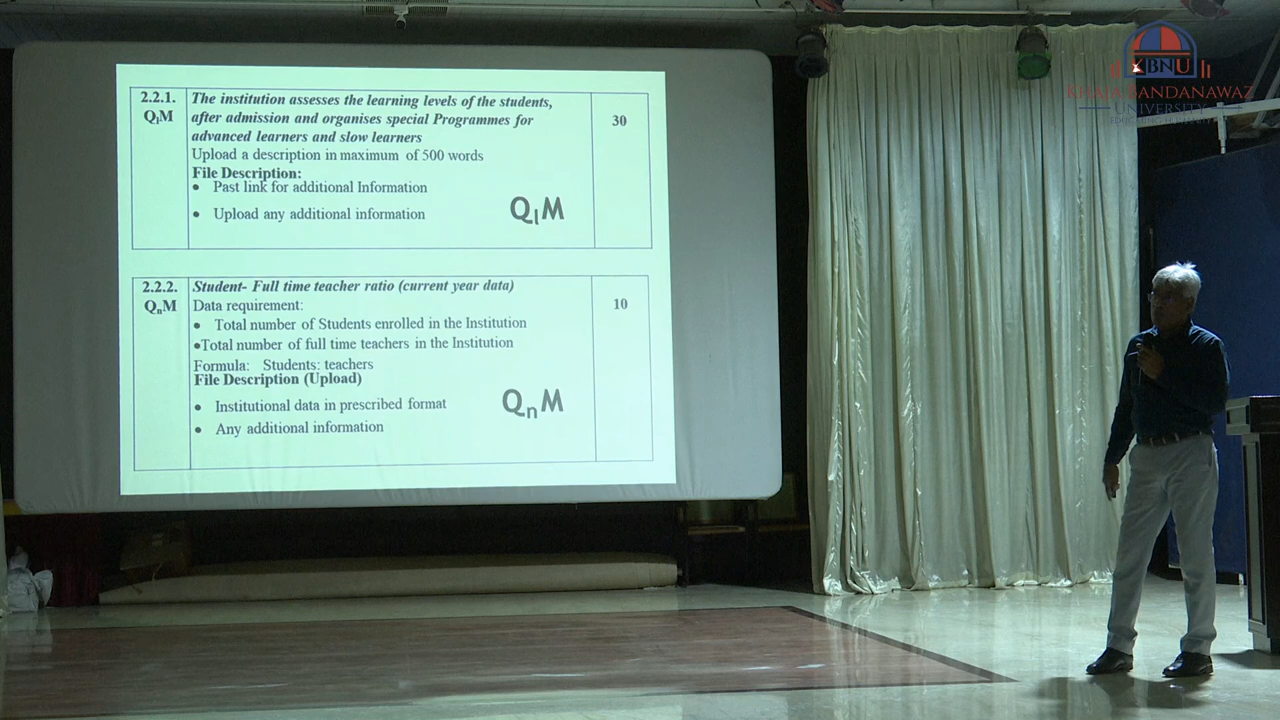 2.2.1.
QlM
The institution assesses the learning levels of the students,
after admission and organises special Programmes for
advanced learners and slow learners
Upload a description in maximum of 500 words
File Description:
• Past link for additional Information
• Upload any additional information
QlM
30
2.2.2.
QnM
Student- Full time teacher ratio (current year data)
Data requirement:
• Total number of Students enrolled in the Institution
•Total number of full time teachers in the Institution
Formula: Students: teachers
File Description (Upload)
• Institutional data in prescribed format
• Any additional information
QnM
10
KBNU
KHAJA BANDANAWAZ
UNIVERSITY